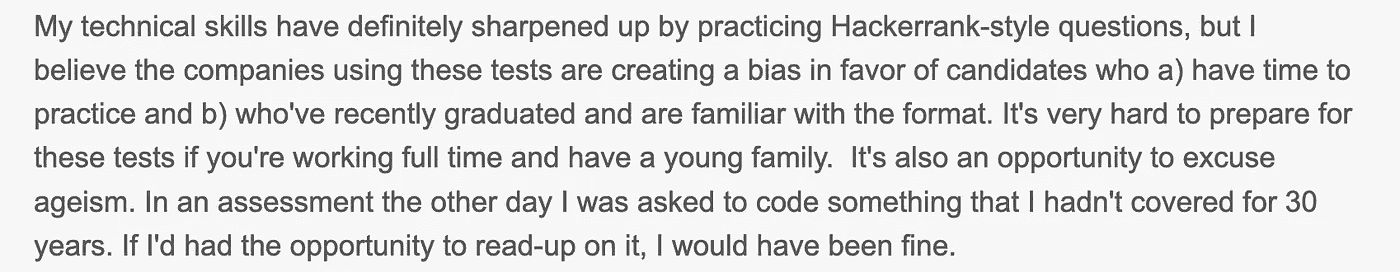 My technical skills have definitely sharpened up by practicing Hackerrank-style questions, but I
believe the companies using these tests are creating a bias in favor of candidates who a) have time to
practice and b) who've recently graduated and are familiar with the format. It's very hard to prepare for
these tests if you're working full time and have a young family.  It's also an opportunity to excuse
ageism. In an assessment the other day I was asked to code something that I hadn't covered for 30
years. If I'd had the opportunity to read-up on it, I would have been fine.